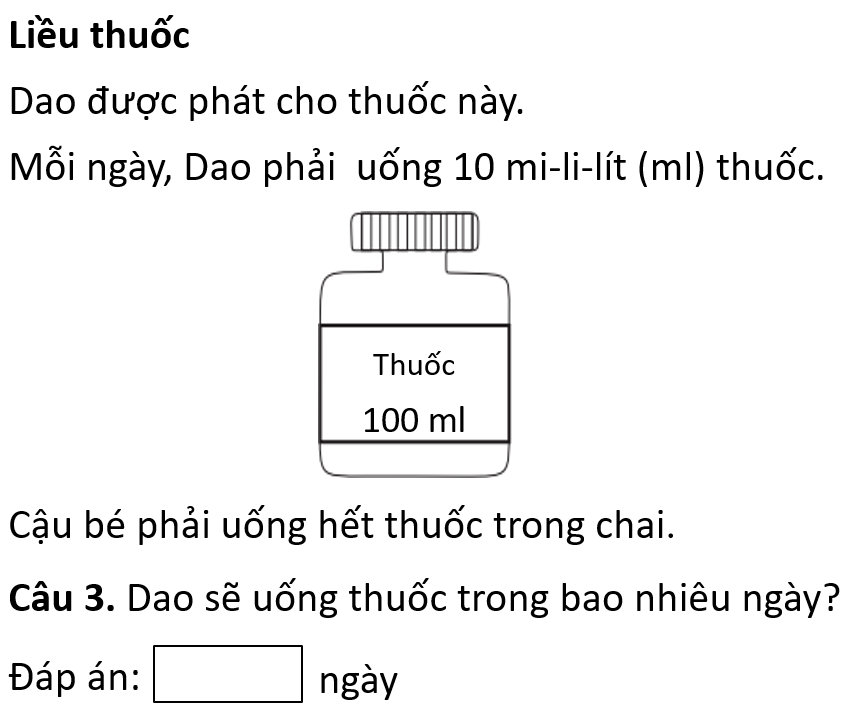 Liều thuốc
Dao được phát cho thuốc này.
Mỗi ngày, Dao phải uống 10 mi-li-lít (ml) thuốc.
Thuốc
100 ml
Cậu bé phải uống hết thuốc trong chai.
Câu 3. Dao sẽ uống thuốc trong bao nhiêu ngày?
Đáp án: ngày